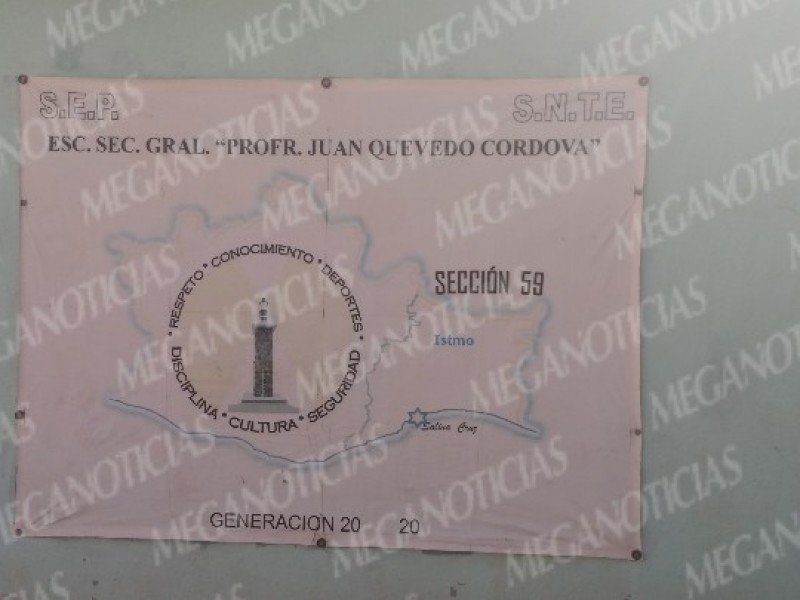 S.E.P. S.N.T.E.
ESC. SEC. GRAL. “PROFR. JUAN QUEVEDO CORDOVA”
RESPETO * CONOCIMIENTO * DEPORTES * SEGURIDAD * CULTURA * DISCIPLINA *
SECCIÓN 59
Istmo
Salina Cruz
GENERACION 20 20
MEGANOTICIAS